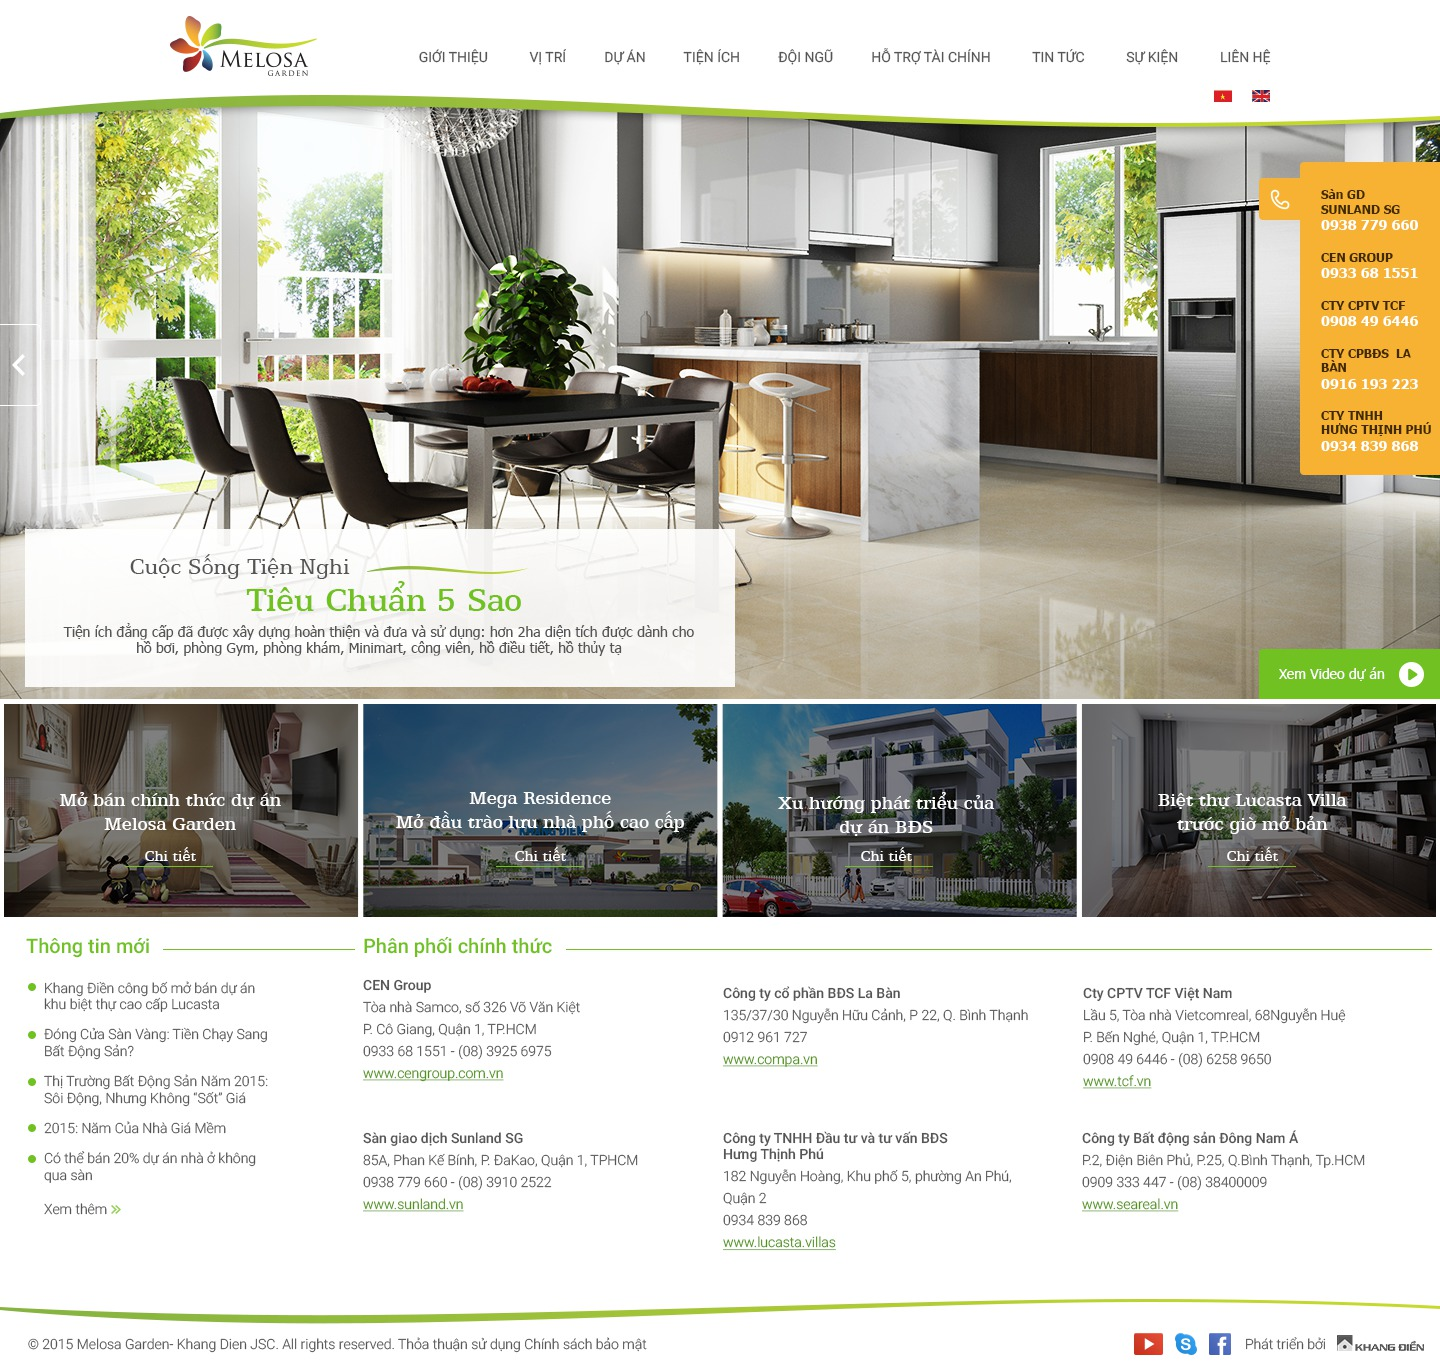 MELOSA
GARDEN
GIỚI THIỆU
VỊ TRÍ
DỰ ÁN
TIỆN ÍCH
ĐỘI NGŨ
HỖ TRỢ TÀI CHÍNH
TIN TỨC
SỰ KIỆN
LIÊN HỆ
Sàn GD
SUNLAND SG
0938 779 660
CEN GROUP
0933 68 1551
CTY CPTV TCF
0908 49 6446
CTY CPBĐS LA
BÀN
0916 193 223
CTY TNHH
HƯNG THỊNH PHÚ
0934 839 868
Cuộc Sống Tiện Nghi
Tiêu Chuẩn 5 Sao
Tiện ích đẳng cấp đã được xây dựng hoàn thiện và đưa và sử dụng: hơn 2ha diện tích được dành cho
hồ bơi, phòng Gym, phòng khám, Minimart, công viên, hồ điều tiết, hồ thủy tạ
Xem Video dự án
Mở bán chính thức dự án
Melosa Garden
Chi tiết
Mega Residence
Mở đầu trào lưu nhà phố cao cấp
Chi tiết
Xu hướng phát triểu của
dự án BĐS
Chi tiết
Biệt thự Lucasta Villa
trước giờ mở bán
Chi tiết
Thông tin mới
Khang Điền công bố mở bán dự án
khu biệt thự cao cấp Lucasta
Đóng Cửa Sàn Vàng: Tiền Chạy Sang
Bất Động Sản?
Thị Trường Bất Động Sản Năm 2015:
Sôi Động, Nhưng Không “Sốt” Giá
2015: Năm Của Nhà Giá Mềm
Có thể bán 20% dự án nhà ở không
qua sàn
Xem thêm
Phân phối chính thức
CEN Group
Tòa nhà Samco, số 326 Võ Văn Kiệt
P. Cô Giang, Quận 1, TP.HCM
0933 68 1551 - (08) 3925 6975
www.cengroup.com.vn
Công ty cổ phần BĐS La Bàn
135/37/30 Nguyễn Hữu Cảnh, P 22, Q. Bình Thạnh
0912 961 727
www.compa.vn
Cty CPTV TCF Việt Nam
Lầu 5, Tòa nhà Vietcomreal, 68Nguyễn Huệ
P. Bến Nghé, Quận 1, TP.HCM
0908 49 6446 - (08) 6258 9650
www.tcf.vn
Sàn giao dịch Sunland SG
85A, Phan Kế Bính, P. ĐaKao, Quận 1, TPHCM
0938 779 660 - (08) 3910 2522
www.sunland.vn
Công ty TNHH Đầu tư và tư vấn BĐS
Hưng Thịnh Phú
182 Nguyễn Hoàng, Khu phố 5, phường An Phú,
Quận 2
0934 839 868
www.lucasta.villas
Công ty Bất động sản Đông Nam Á
P.2, Điện Biên Phủ, P.25, Q.Bình Thạnh, Tp.HCM
0909 333 447 - (08) 38400009
www.seareal.vn
© 2015 Melosa Garden- Khang Dien JSC. All rights reserved. Thỏa thuận sử dụng Chính sách bảo mật
Phát triển bởi
KHANG ĐIỀN